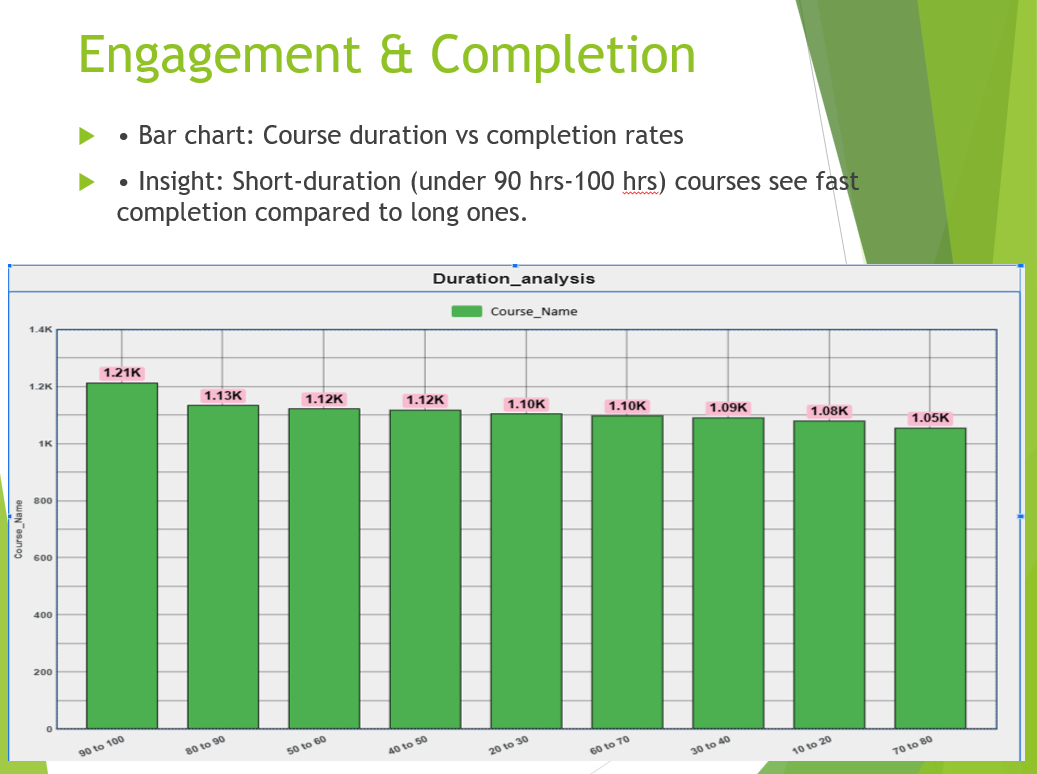 Engagement & Completion
• Bar chart: Course duration vs completion rates
• Insight: Short-duration (under 90 hrs-100 hrs) courses see fast
completion compared to long ones.
Duration_analysis
Course_Name
1.4K
1.2K
1K
800
600
400
200
0
Course_Name
1.21K
1.13K
1.12K
1.12K
1.10K
1.10K
1.09K
1.08K
1.05K
90 to 100
80 to 90
50 to 60
40 to 50
20 to 30
60 to 70
30 to 40
10 to 20
70 to 80